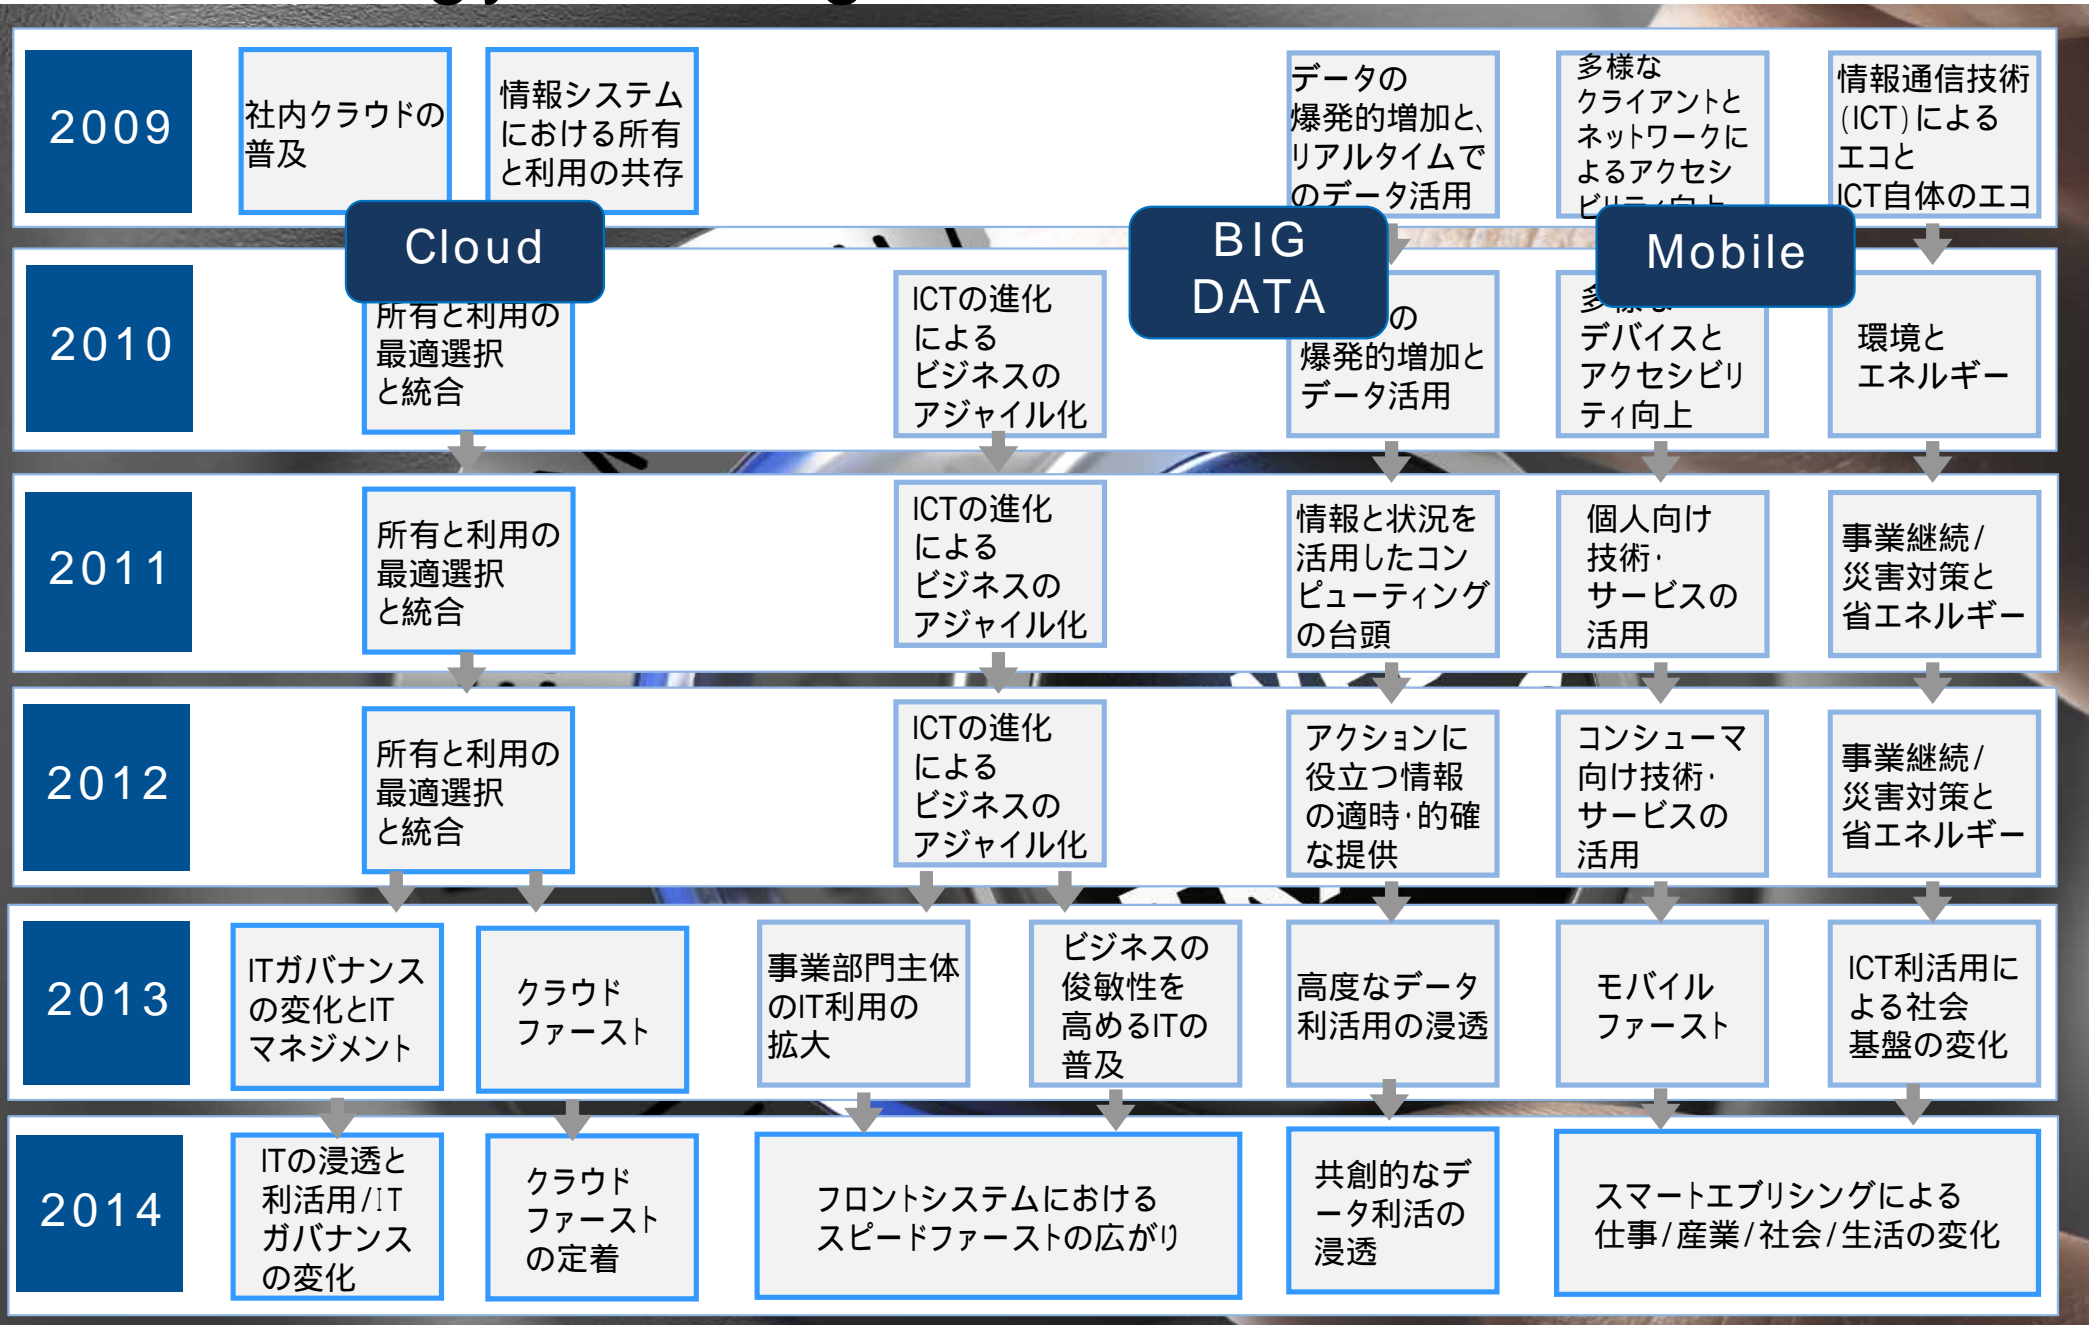 2009
社内クラウドの
普及
情報システム
における所有
と利用の共存
データの
爆発的増加と、
リアルタイムで
のデータ活用
多様な
クライアントと
ネットワークに
よるアクセシ
ビリティ向上
情報通信技術
(ICT)による
エコと
ICT自体のエコ
Cloud
BIG
DATA
Mobile
2010
所有と利用の
最適選択
と統合
ICTの進化
による
ビジネスの
アジャイル化
の
爆発的増加と
データ活用
多様な
デバイスと
アクセシビリ
ティ向上
環境と
エネルギー
2011
所有と利用の
最適選択
と統合
ICTの進化
による
ビジネスの
アジャイル化
情報と状況を
活用したコン
ピューティング
の台頭
個人向け
技術・
サービスの
活用
事業継続/
災害対策と
省エネルギー
2012
所有と利用の
最適選択
と統合
ICTの進化
による
ビジネスの
アジャイル化
アクションに
役立つ情報
の適時・的確
な提供
コンシューマ
向け技術・
サービスの
活用
事業継続/
災害対策と
省エネルギー
2013
ITガバナンス
の変化とIT
マネジメント
クラウド
ファースト
事業部門主体
のIT利用の
拡大
ビジネスの
俊敏性を
高めるITの
普及
高度なデータ
利活用の浸透
モバイル
ファースト
ICT利活用に
よる社会
基盤の変化
2014
ITの浸透と
利活用/IT
ガバナンス
の変化
クラウド
ファースト
の定着
フロントシステムにおける
スピードファーストの広がり
共創的なデ
ータ利活の
浸透
スマートエブリシングによる
仕事/産業/社会/生活の変化